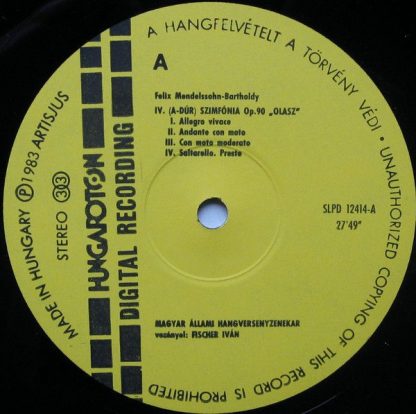 A HANGFELVÉTELT A TÖRVÉNY VÉDI • UNAUTHORIZED COPYING OF THIS RECORD IS PROHIBITED
MADE IN HUNGARY Ⓟ 1983 ARTISJUS
STEREO 33
HUNGAROTON
DIGITAL RECORDING
A
Felix Mendelssohn-Bartholdy
IV. (A-DÚR) SZIMFÓNIA Op.90 „OLASZ"
I. Allegro vivace
II. Andante con moto
III. Con moto moderato
IV. Saltarello. Presto
SLPD 12414-A
27'49"
MAGYAR ÁLLAMI HANGVERSENYZENEKAR
vezényel: FISCHER IVÁN